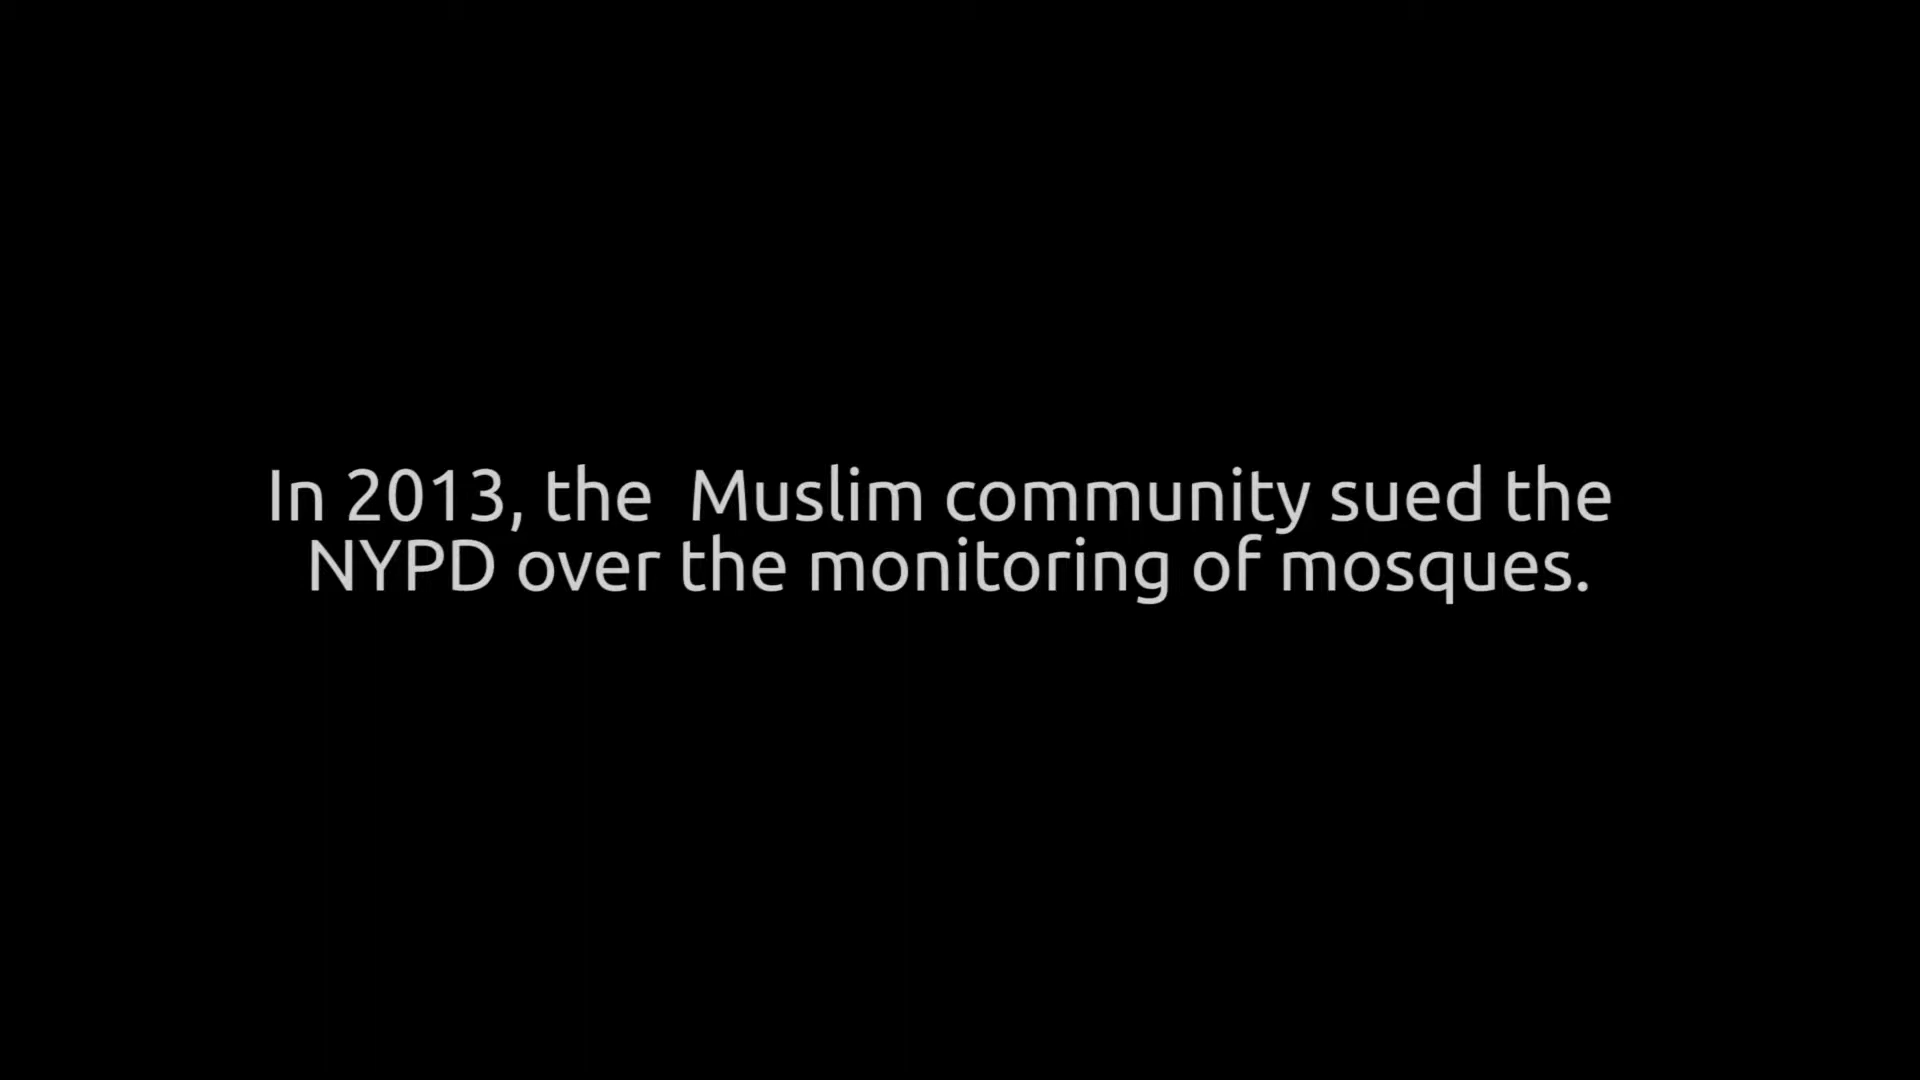 In 2013, the  Muslim community sued the
NYPD over the monitoring of mosques.